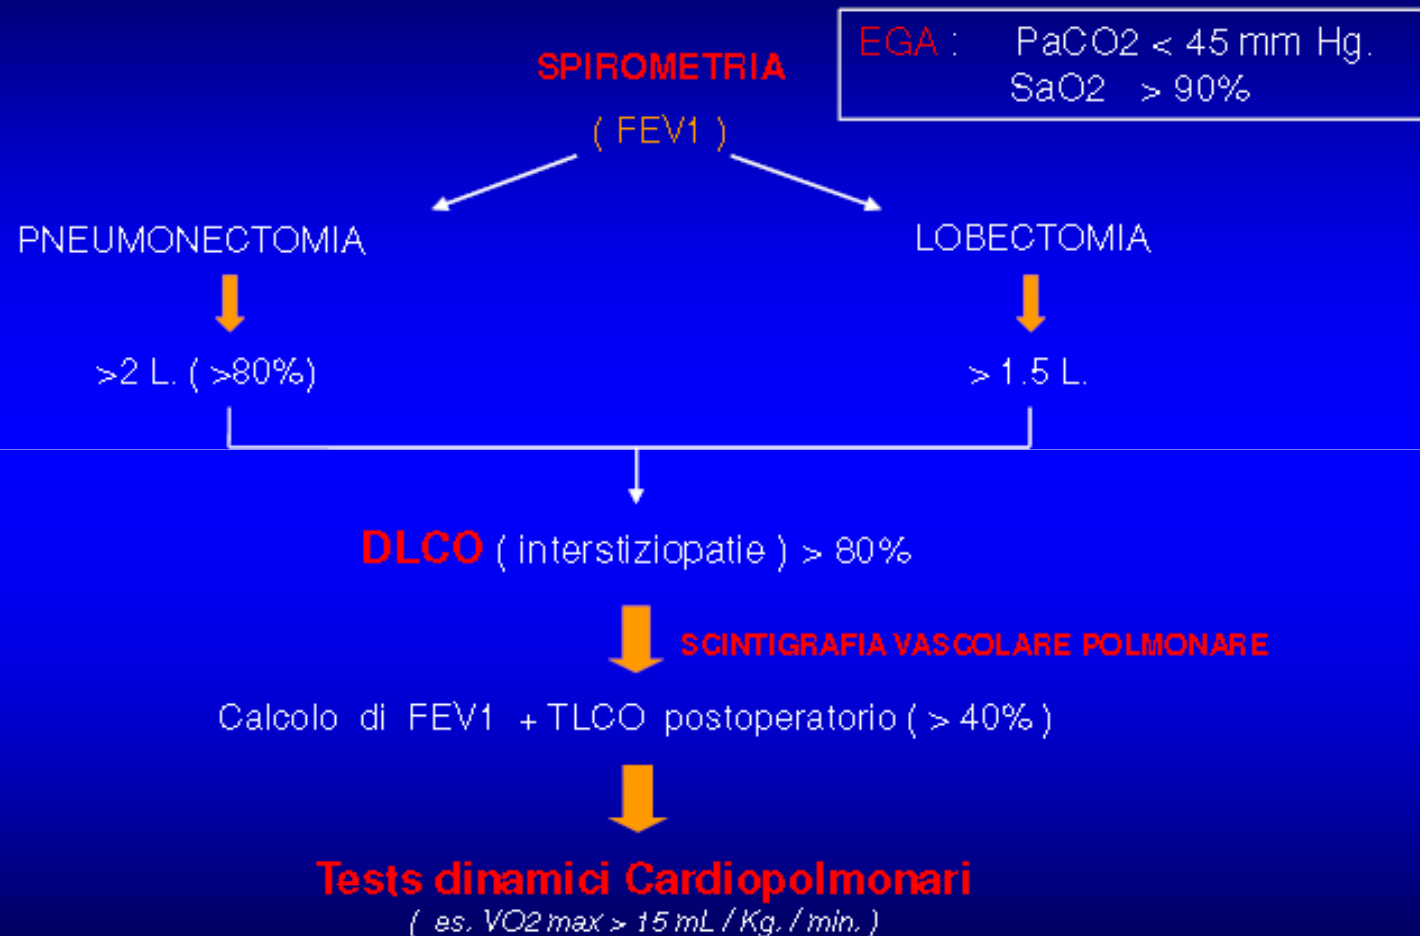 EGA : PaCO2 < 45 mm Hg.
SaO2 > 90%
SPIROMETRIA
( FEV1 )
PNEUMONECTOMIA
LOBECTOMIA
>2 L. ( >80%)
> 1.5 L.
DLCO ( interstiziopatie ) > 80%
SCINTIGRAFIA VASCOLARE POLMONARE
Calcolo di FEV1 + TLCO postoperatorio ( > 40% )
Tests dinamici Cardiopolmonari
( es. VO2 max > 15 mL / Kg. / min. )